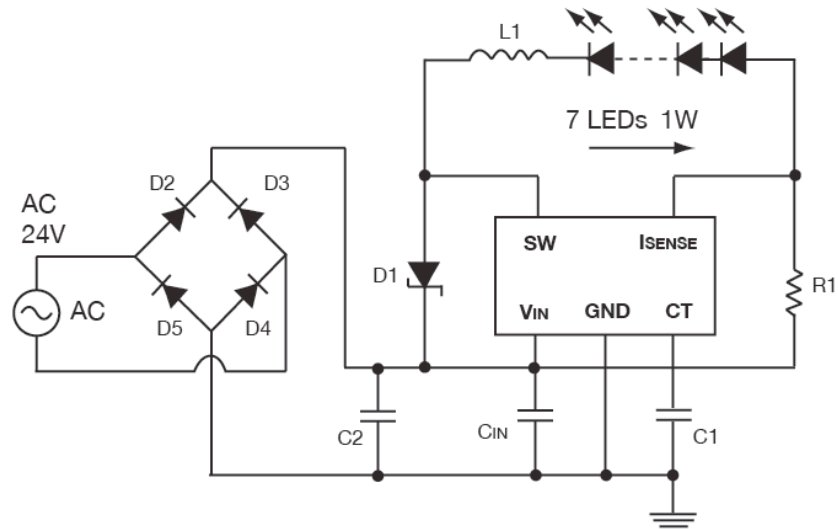 L1
7 LEDs 1W
D2
D3
AC
24V
AC
D5
D4
D1
SW
ISENSE
VIN
GND
CT
R1
C2
CIN
C1